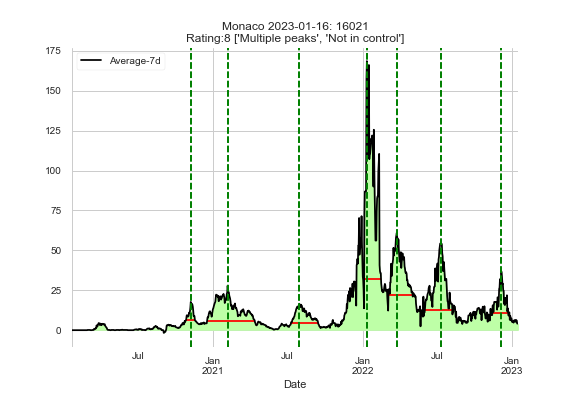 Monaco 2023-01-16: 16021
Rating:8 ['Multiple peaks', 'Not in control']
Average-7d
175
150
125
100
75
50
25
0
Jul
Jan
2021
Jul
Jan
2022
Jul
Jan
2023
Date